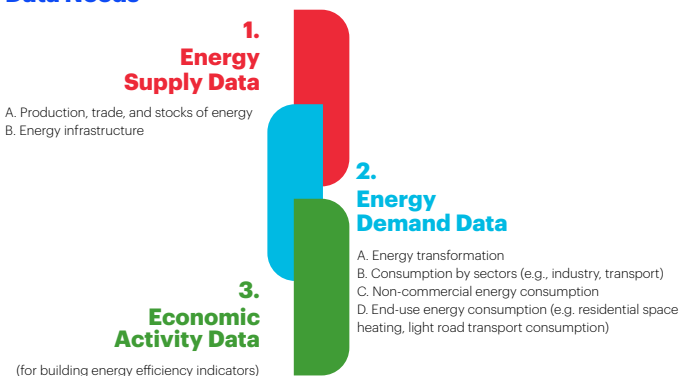 Data Needs
1.
Energy
Supply Data
A. Production, trade, and stocks of energy
B. Energy infrastructure
2.
Energy
Demand Data
A. Energy transformation
B. Consumption by sectors (e.g., industry, transport)
C. Non-commercial energy consumption
D. End-use energy consumption (e.g. residential space
heating, light road transport consumption)
3.
Economic
Activity Data
(for building energy efficiency indicators)